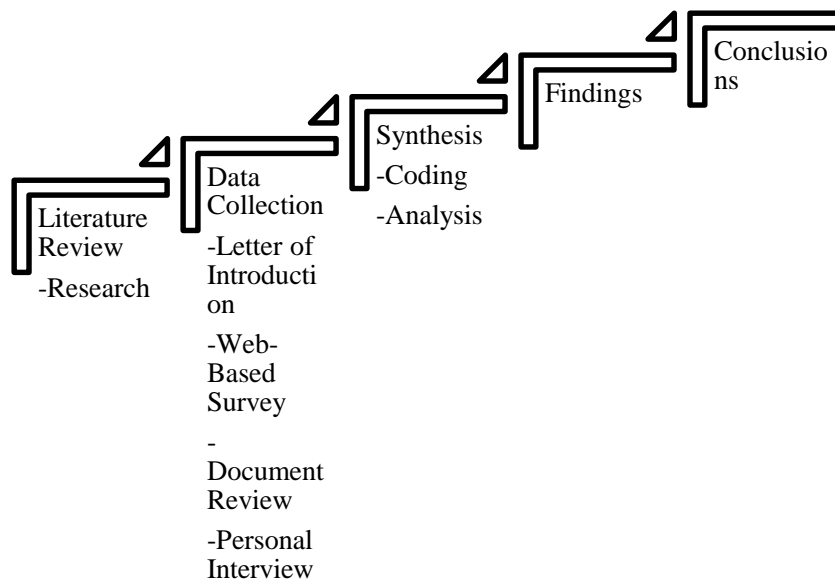 Literature
Review
-Research
Data
Collection
-Letter of
Introducti
on
-Web-
Based
Survey
-
Document
Review
-Personal
Interview
Synthesis
-Coding
-Analysis
Findings
Conclusio
ns